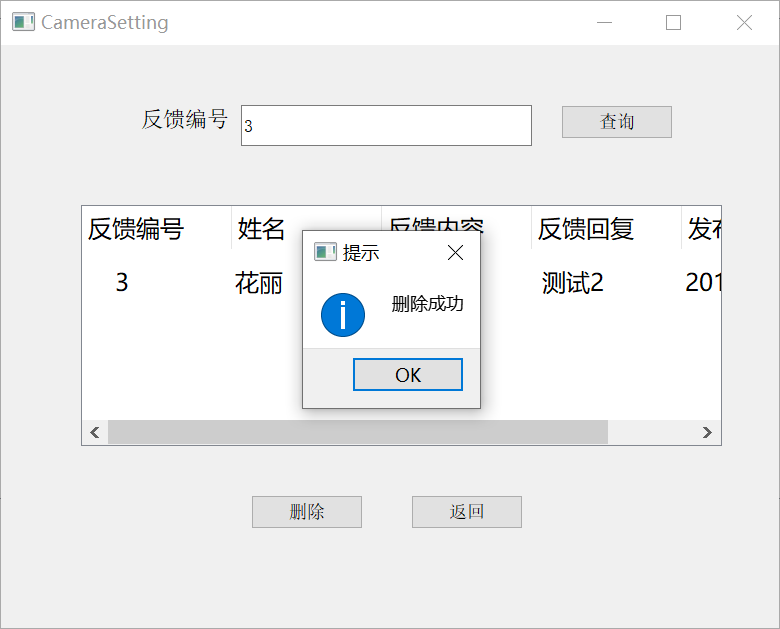 CameraSetting
反馈编号 3 查询
反馈编号 姓名 反馈内容 反馈回复
3 花丽 测试2 201
提示
删除成功
OK
删除 返回